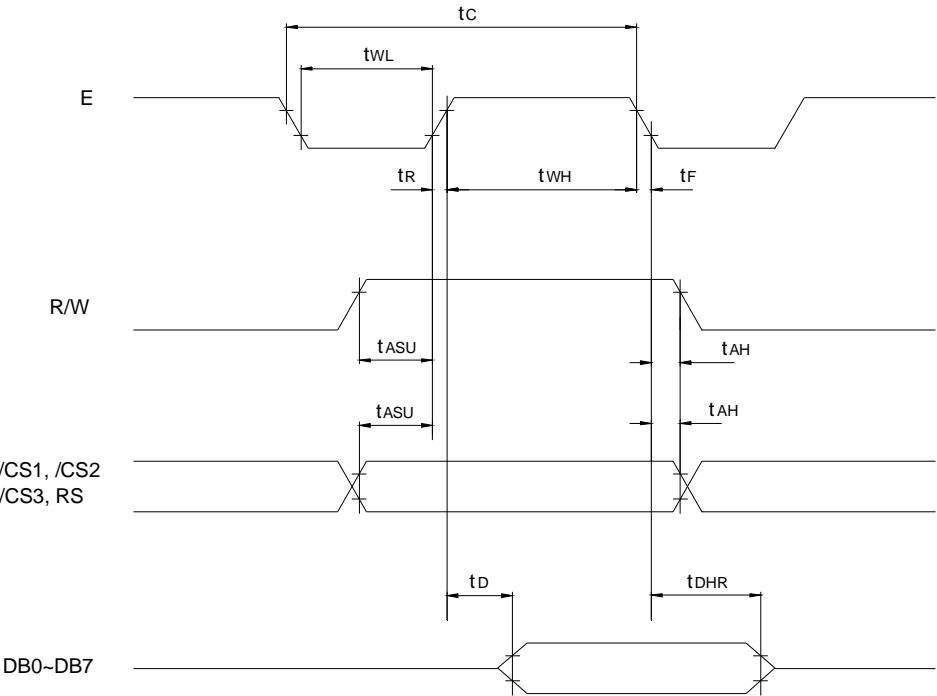 tC
tWL
E
tR
tWH
tF
R/W
tASU
tAH
tASU
tAH
/CS1, /CS2
/CS3, RS
tD
tDHR
DB0~DB7